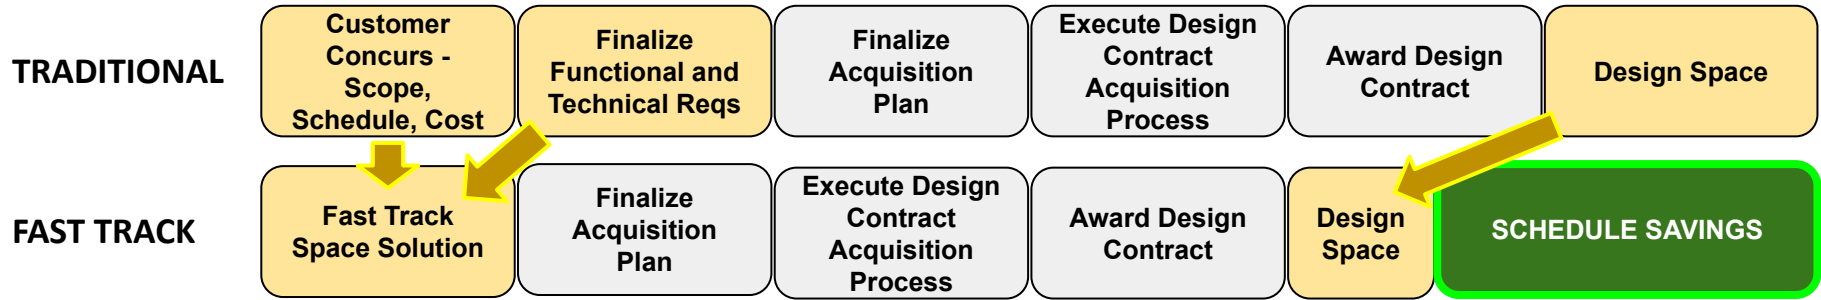 TRADITIONAL
Customer
Concurs -
Scope,
Schedule, Cost
Finalize
Functional and
Technical Reqs
Finalize
Acquisition
Plan
Execute Design
Contract
Acquisition
Process
Award Design
Contract
Design Space
FAST TRACK
Fast Track
Space Solution
Finalize
Acquisition
Plan
Execute Design
Contract
Acquisition
Process
Award Design
Contract
Design
Space
SCHEDULE SAVINGS